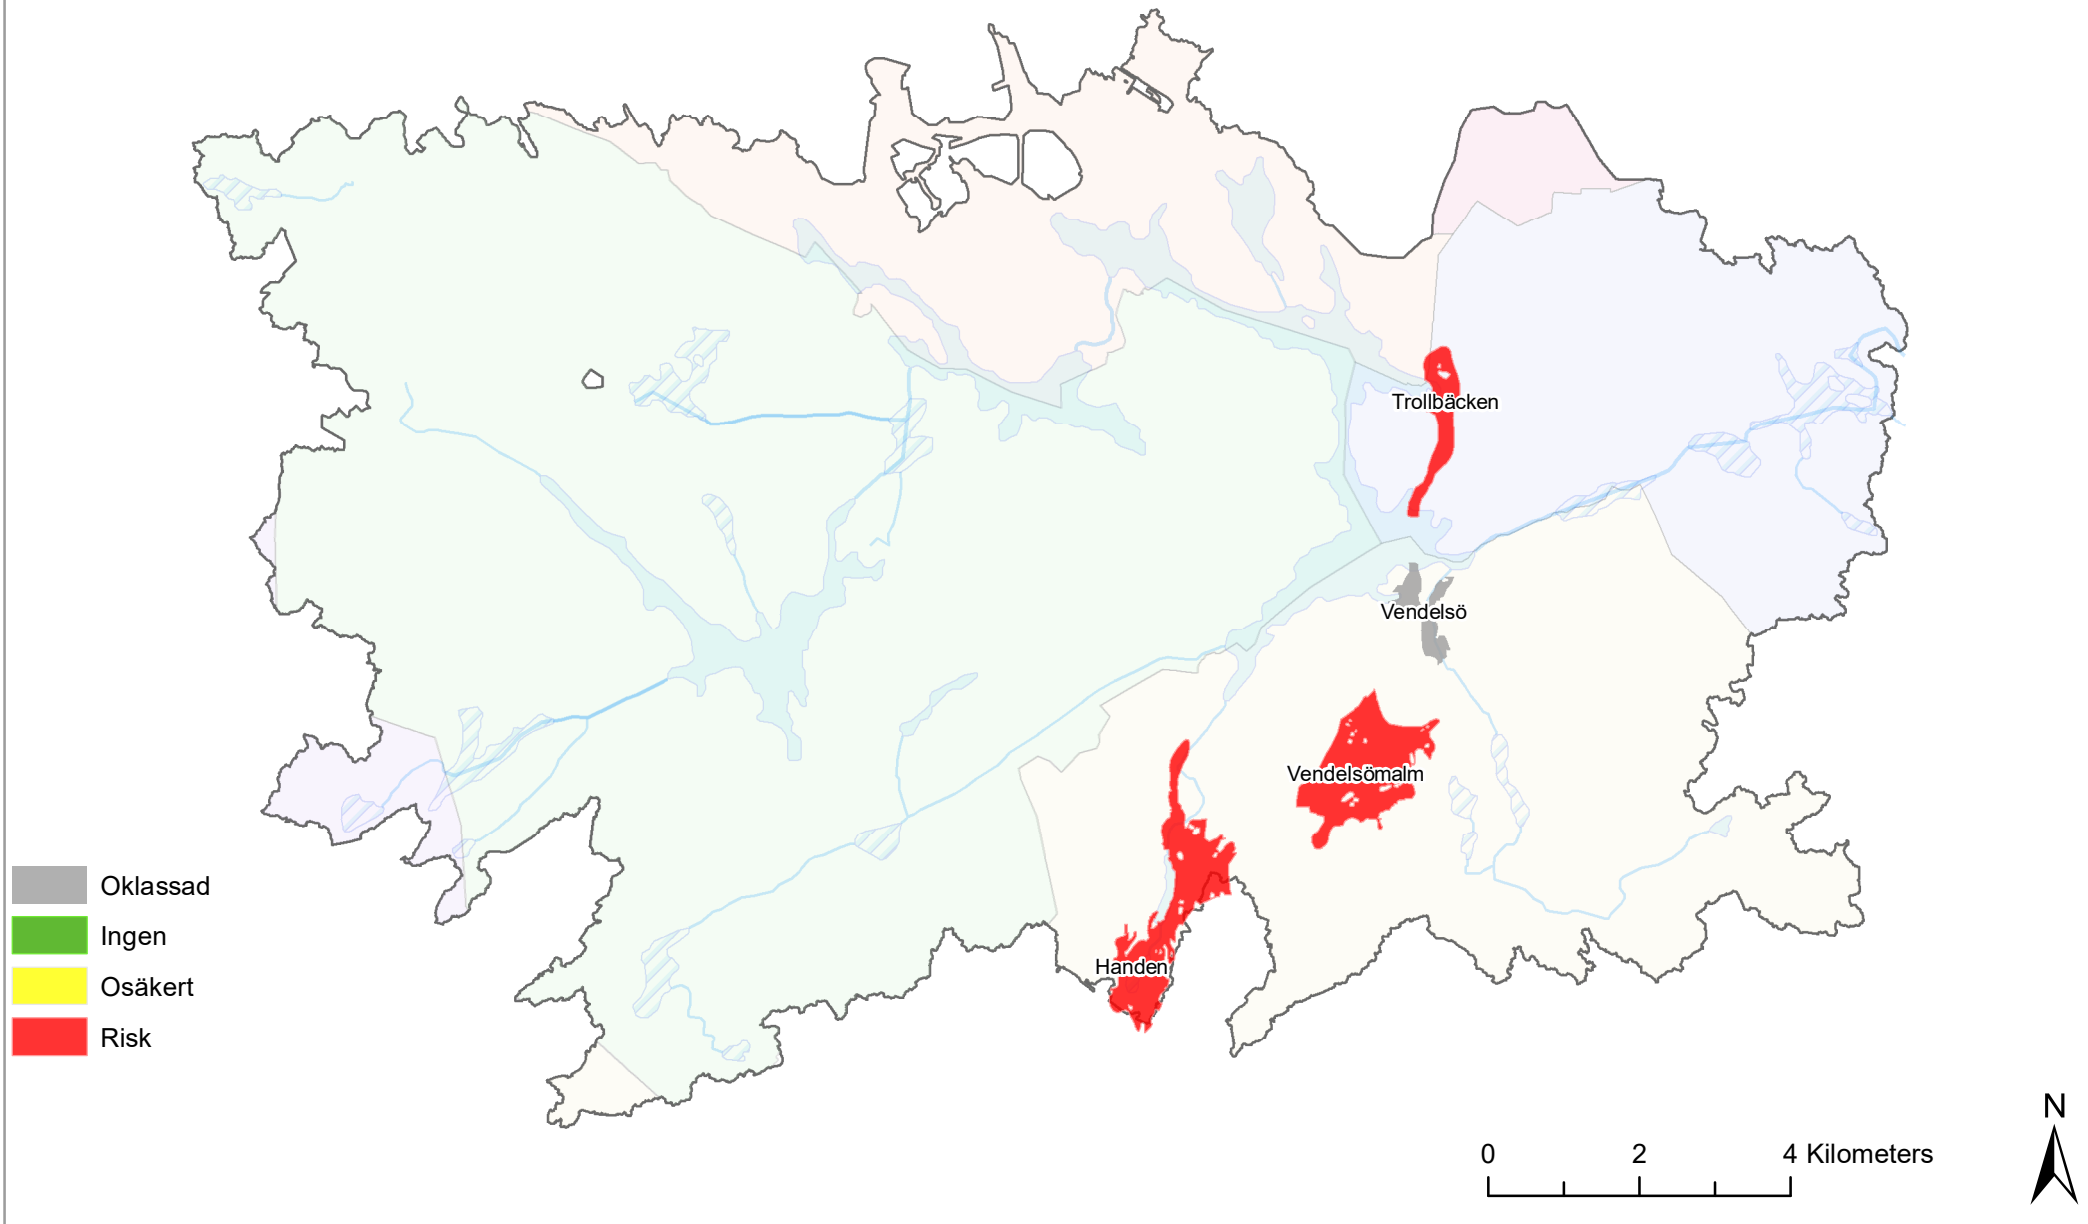 Trollbäcken
Vendelsö
Vendelsömalm
Handen
Oklassad
Ingen
Osäkert
Risk
N
0 2 4 Kilometers